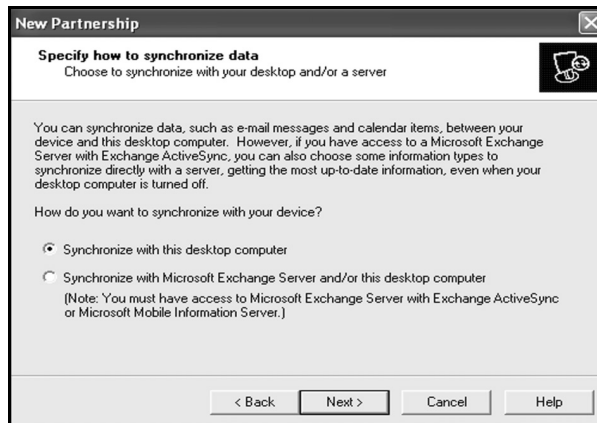 New Partnership
Specify how to synchronize data
Choose to synchronize with your desktop and/or a server
You can synchronize data, such as e-mail messages and calendar items, between your
device and this desktop computer. However, if you have access to a Microsoft Exchange
Server with Exchange ActiveSync, you can also choose some information types to
synchronize directly with a server, getting the most up-to-date information, even when your
desktop computer is turned off.
How do you want to synchronize with your device?
Synchronize with this desktop computer
Synchronize with Microsoft Exchange Server and/or this desktop computer
(Note: You must have access to Microsoft Exchange Server with Exchange ActiveSync
or Microsoft Mobile Information Server.)
< Back Next > Cancel Help